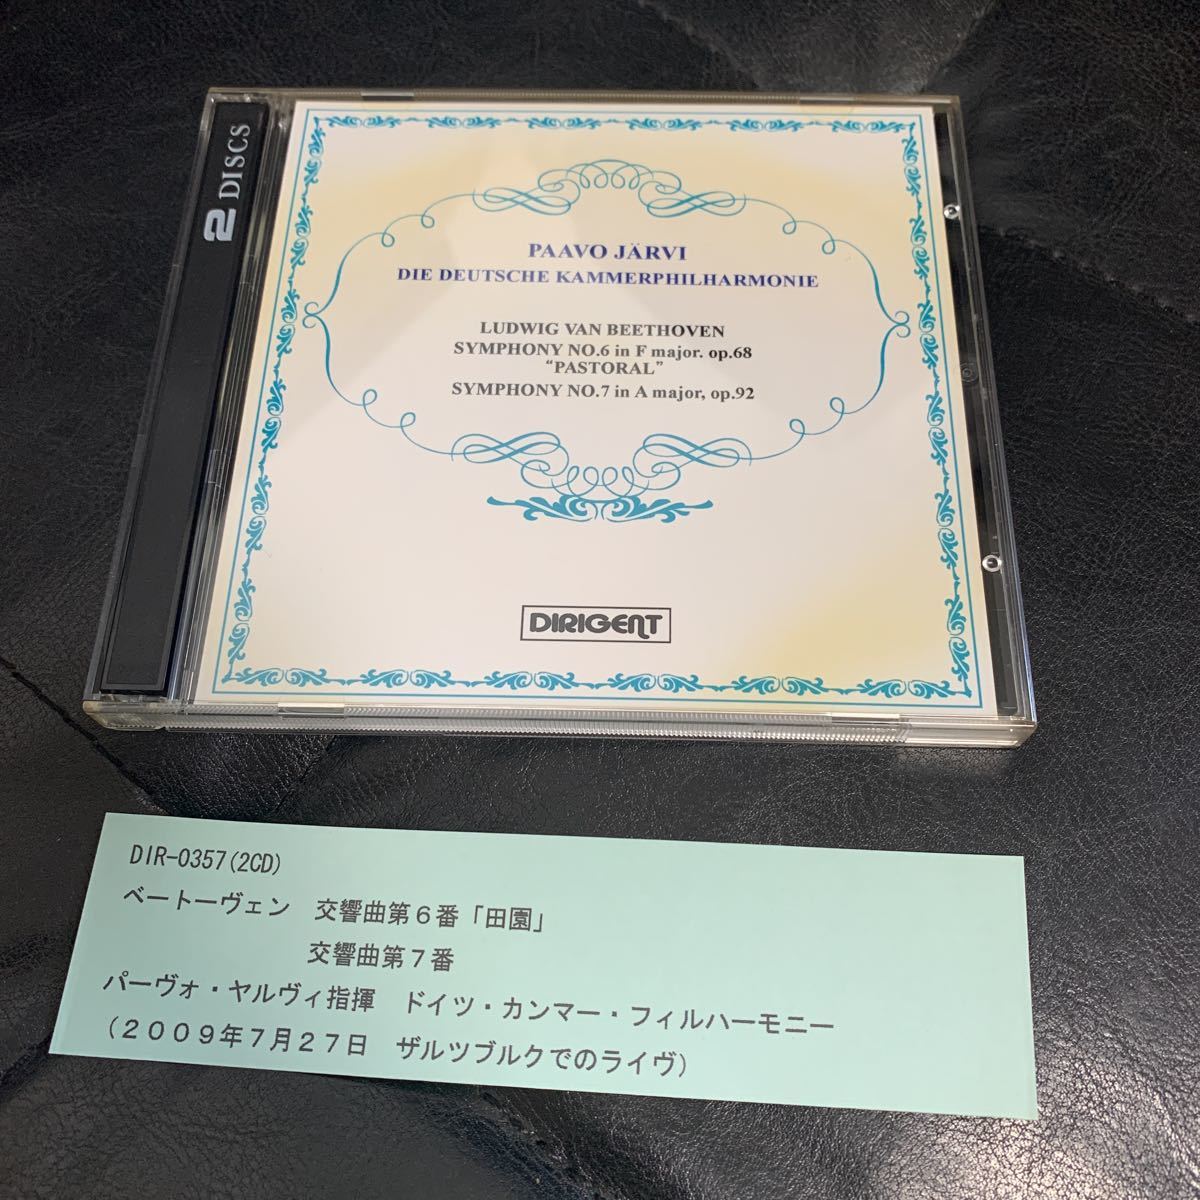 2 DISCS
PAAVO JÄRVI
DIE DEUTSCHE KAMMERPHILHARMONIE
LUDWIG VAN BEETHOVEN
SYMPHONY NO.6 in F major. op.68
“PASTORAL”
SYMPHONY NO.7 in A major, op.92
DIRIGENT
DIR-0357(2CD)
ベートーヴェン　交響曲第６番「田園」
交響曲第７番
パーヴォ・ヤルヴィ指揮　ドイツ・カンマー・フィルハーモニー
（２００９年７月２７日　ザルツブルクでのライヴ）